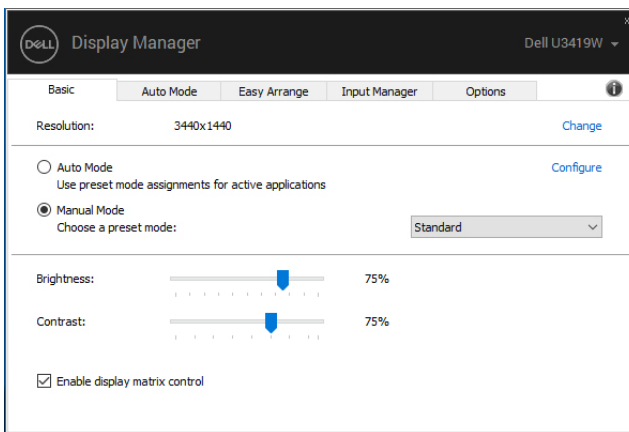 DELL Display Manager Dell U3419W
Basic Auto Mode Easy Arrange Input Manager Options
Resolution: 3440x1440 Change
Auto Mode Configure
Use preset mode assignments for active applications
Manual Mode
Choose a preset mode: Standard
Brightness: 75%
Contrast: 75%
Enable display matrix control